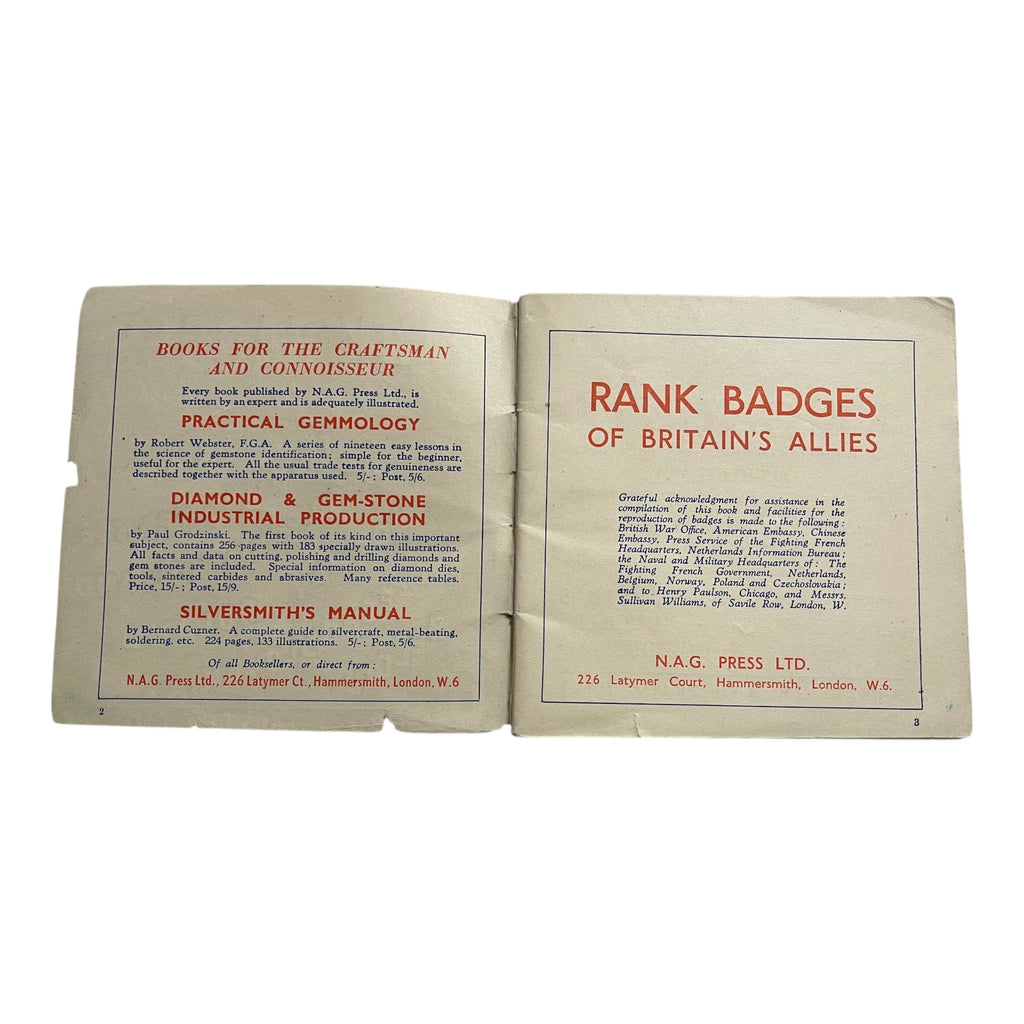 BOOKS FOR THE CRAFTSMAN
AND CONNOISSEUR
Every book published by N.A.G. Press Ltd., is
written by an expert and is adequately illustrated.
PRACTICAL GEMMOLOGY
by Robert Webster, F.G.A. A series of nineteen easy lessons in
the science of gemstone identification; simple for the beginner,
useful for the expert. All the usual trade tests for genuineness are
described together with the apparatus used. 5/-; Post, 5/6.
DIAMOND & GEM-STONE
INDUSTRIAL PRODUCTION
by Paul Grodzinski. The first book of its kind on this important
subject, contains 256 pages with 183 specially drawn illustrations.
All facts and data on cutting, polishing and drilling diamonds and
gem stones are included. Special information on diamond dies,
tools, sintered carbides and abrasives. Many reference tables.
Price, 15/-; Post, 15/9.
SILVERSMITH'S MANUAL
by Bernard Cuzner. A complete guide to silvercraft, metal-beating,
soldering, etc. 224 pages, 133 illustrations. 5/-; Post, 5/6.
Of all Booksellers, or direct from:
N.A.G. Press Ltd., 226 Latymer Ct., Hammersmith, London, W.6
2
RANK BADGES
OF BRITAIN'S ALLIES
Grateful acknowledgment for assistance in the
compilation of this book and facilities for the
reproduction of badges is made to the following:
British War Office, American Embassy, Chinese
Embassy, Press Service of the Fighting French
Headquarters, Netherlands Information Bureau;
the Naval and Military Headquarters of: The
Fighting French Government, Netherlands,
Belgium, Norway, Poland and Czechoslovakia;
and to Henry Paulson, Chicago, and Messrs.
Sullivan Williams, of Savile Row, London, W.
N.A.G. PRESS LTD.
226 Latymer Court, Hammersmith, London, W.6.
3